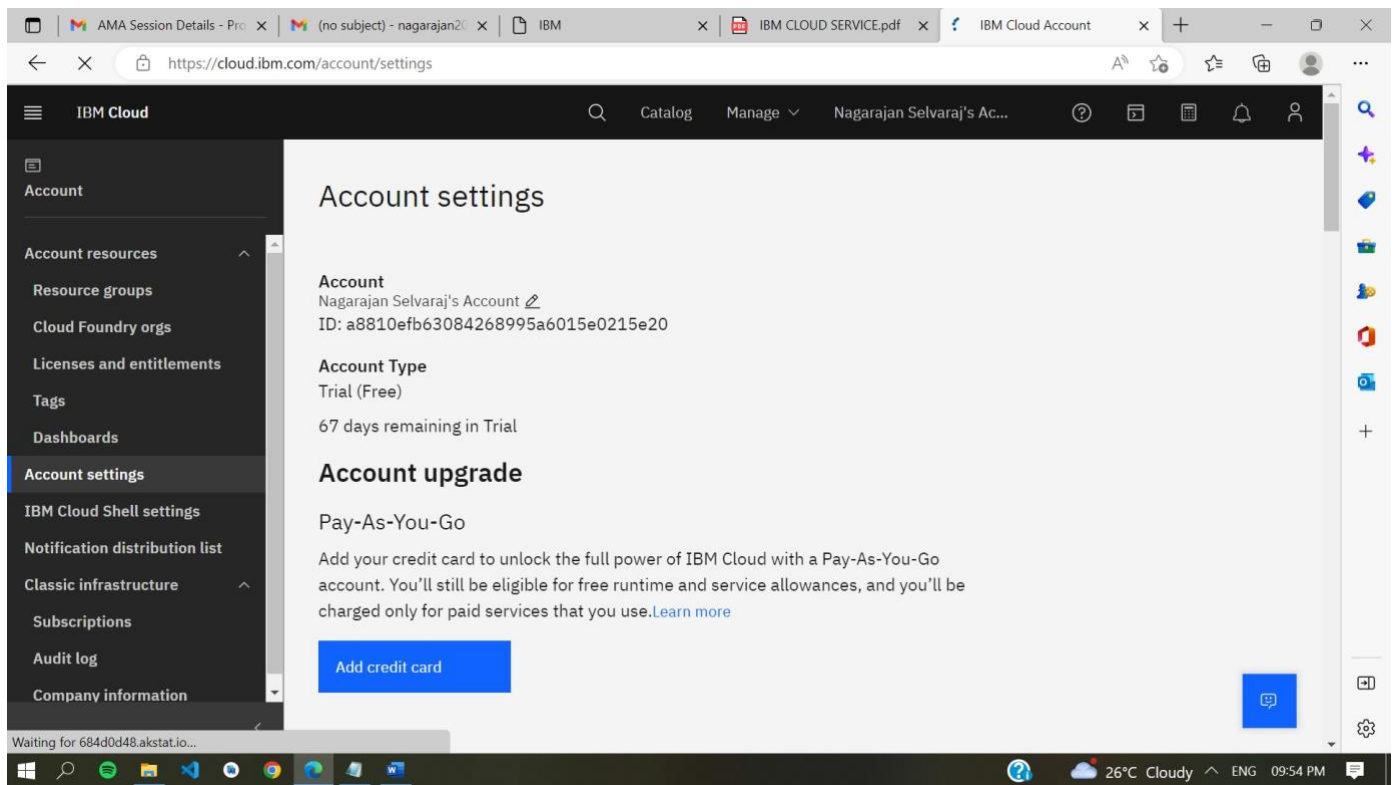 AMA Session Details - Pro
(no subject) - nagarajan20
IBM
IBM CLOUD SERVICE.pdf
IBM Cloud Account
https://cloud.ibm.com/account/settings
IBM Cloud
Catalog
Manage
Nagarajan Selvaraj's Ac...
Account
Account resources
Resource groups
Cloud Foundry orgs
Licenses and entitlements
Tags
Dashboards
Account settings
IBM Cloud Shell settings
Notification distribution list
Classic infrastructure
Subscriptions
Audit log
Company information
Account settings
Account
Nagarajan Selvaraj's Account
ID: a8810efb63084268995a6015e0215e20
Account Type
Trial (Free)
67 days remaining in Trial
Account upgrade
Pay-As-You-Go
Add your credit card to unlock the full power of IBM Cloud with a Pay-As-You-Go
account. You'll still be eligible for free runtime and service allowances, and you'll be
charged only for paid services that you use.Learn more
Add credit card
Waiting for 684d0d48.akstat.io...
26°C Cloudy
ENG
09:54 PM